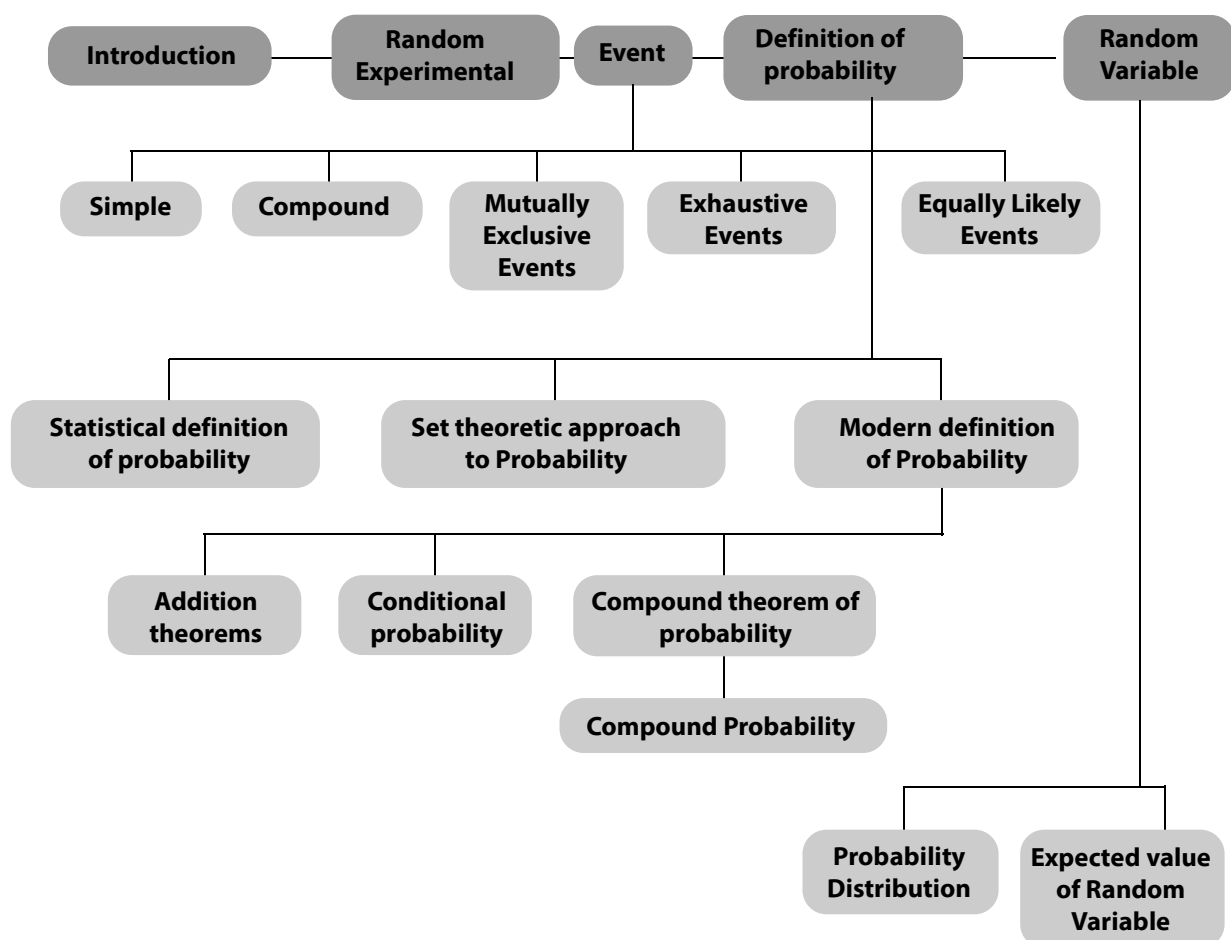 Introduction
Random
Experimental
Event
Definition of
probability
Random
Variable
Simple
Compound
Mutually
Exclusive
Events
Exhaustive
Events
Equally Likely
Events
Statistical definition
of probability
Set theoretic approach
to Probability
Modern definition
of Probability
Addition
theorems
Conditional
probability
Compound theorem of
probability
Compound Probability
Probability
Distribution
Expected value
of Random
Variable